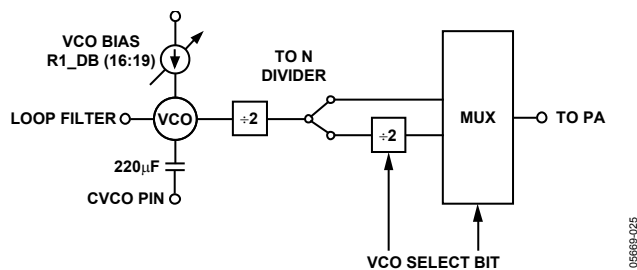 VCO BIAS
R1_DB (16:19)
TO N
DIVIDER
LOOP FILTER
VCO
÷2
÷2
MUX
TO PA
220µF
CVCO PIN
VCO SELECT BIT
05669-025